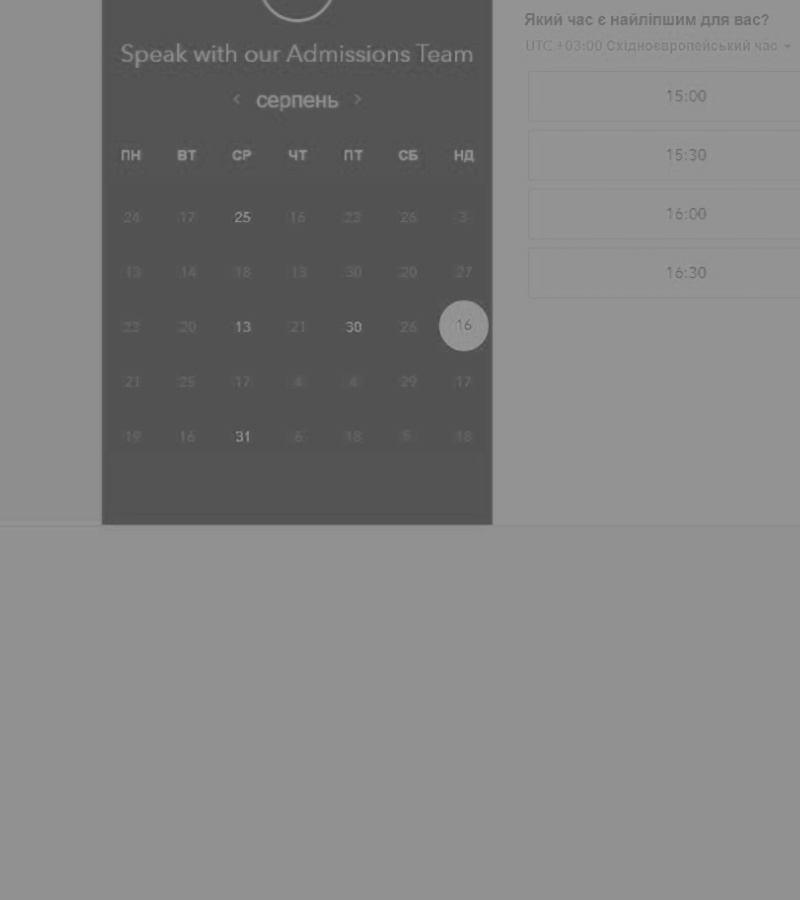 Speak with our Admissions Team
серпень
ПН ВТ СР ЧТ ПТ СБ НД
24 17 25 16 23 26 3
13 14 18 13 30 20 27
23 20 13 21 30 26 16
21 25 17 4 4 29 17
19 16 31 6 18 5 18
Який час є найліпшим для вас?
UTC +03:00 Східноєвропейський час
15:00
15:30
16:00
16:30